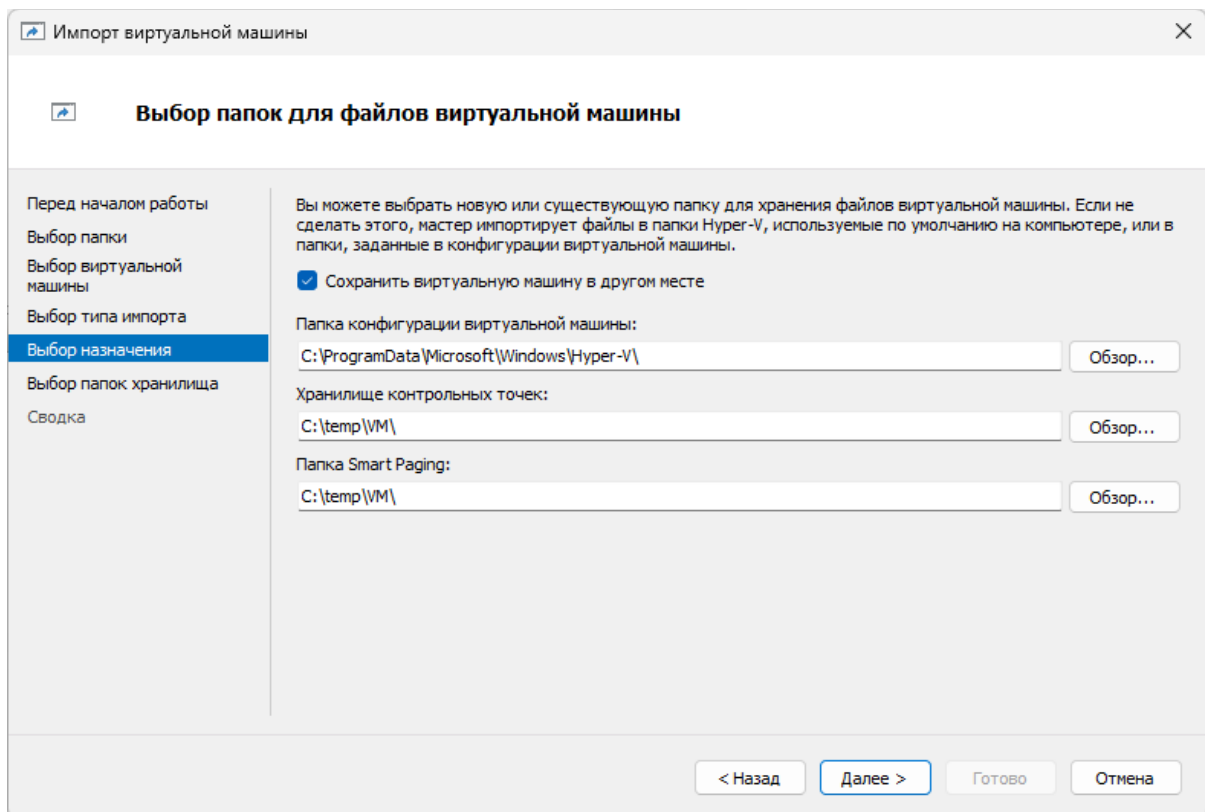 Импорт виртуальной машины
Выбор папок для файлов виртуальной машины
Перед началом работы
Выбор папки
Выбор виртуальной
машины
Выбор типа импорта
Выбор назначения
Выбор папок хранилища
Сводка
Вы можете выбрать новую или существующую папку для хранения файлов виртуальной машины. Если не
сделать этого, мастер импортирует файлы в папки Hyper-V, используемые по умолчанию на компьютере, или в
папки, заданные в конфигурации виртуальной машины.
Сохранить виртуальную машину в другом месте
Папка конфигурации виртуальной машины:
C:\ProgramData\Microsoft\Windows\Hyper-V\
Обзор...
Хранилище контрольных точек:
C:\temp\VM\
Обзор...
Папка Smart Paging:
C:\temp\VM\
Обзор...
< Назад
Далее >
Готово
Отмена